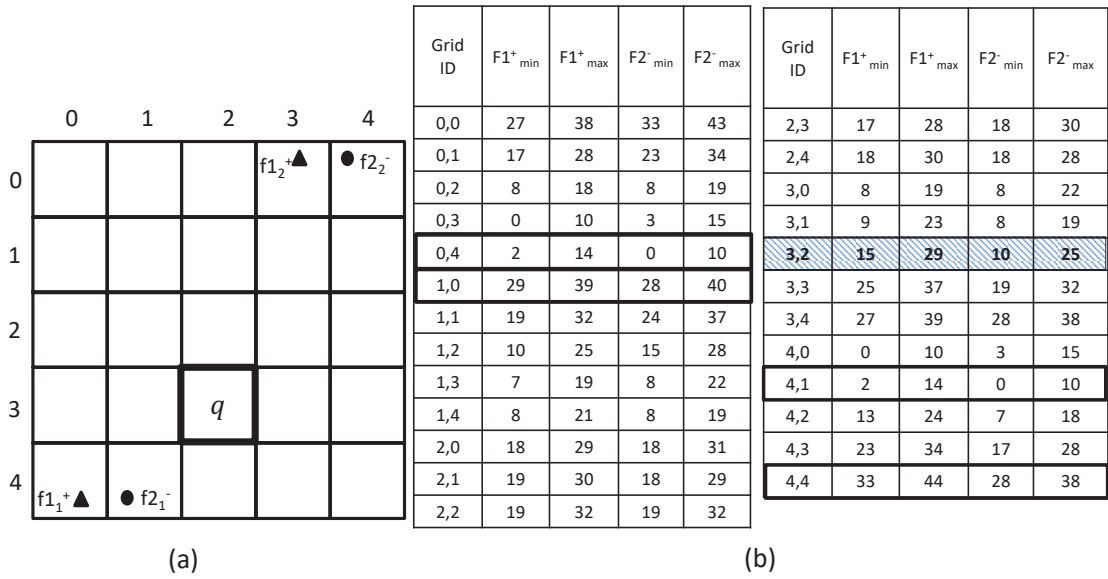 0 1 2 3 4
0 f1₂⁺ f2₂⁻
1
2
3 q
4 f1₁⁺ f2₁⁻
(a)
Grid ID F1⁺min F1⁺max F2⁻min F2⁻max
0,0 27 38 33 43
0,1 17 28 23 34
0,2 8 18 8 19
0,3 0 10 3 15
0,4 2 14 0 10
1,0 29 39 28 40
1,1 19 32 24 37
1,2 10 25 15 28
1,3 7 19 8 22
1,4 8 21 8 19
2,0 18 29 18 31
2,1 19 30 18 29
2,2 19 32 19 32
Grid ID F1⁺min F1⁺max F2⁻min F2⁻max
2,3 17 28 18 30
2,4 18 30 18 28
3,0 8 19 8 22
3,1 9 23 8 19
3,2 15 29 10 25
3,3 25 37 19 32
3,4 27 39 28 38
4,0 0 10 3 15
4,1 2 14 0 10
4,2 13 24 7 18
4,3 23 34 17 28
4,4 33 44 28 38
(b)